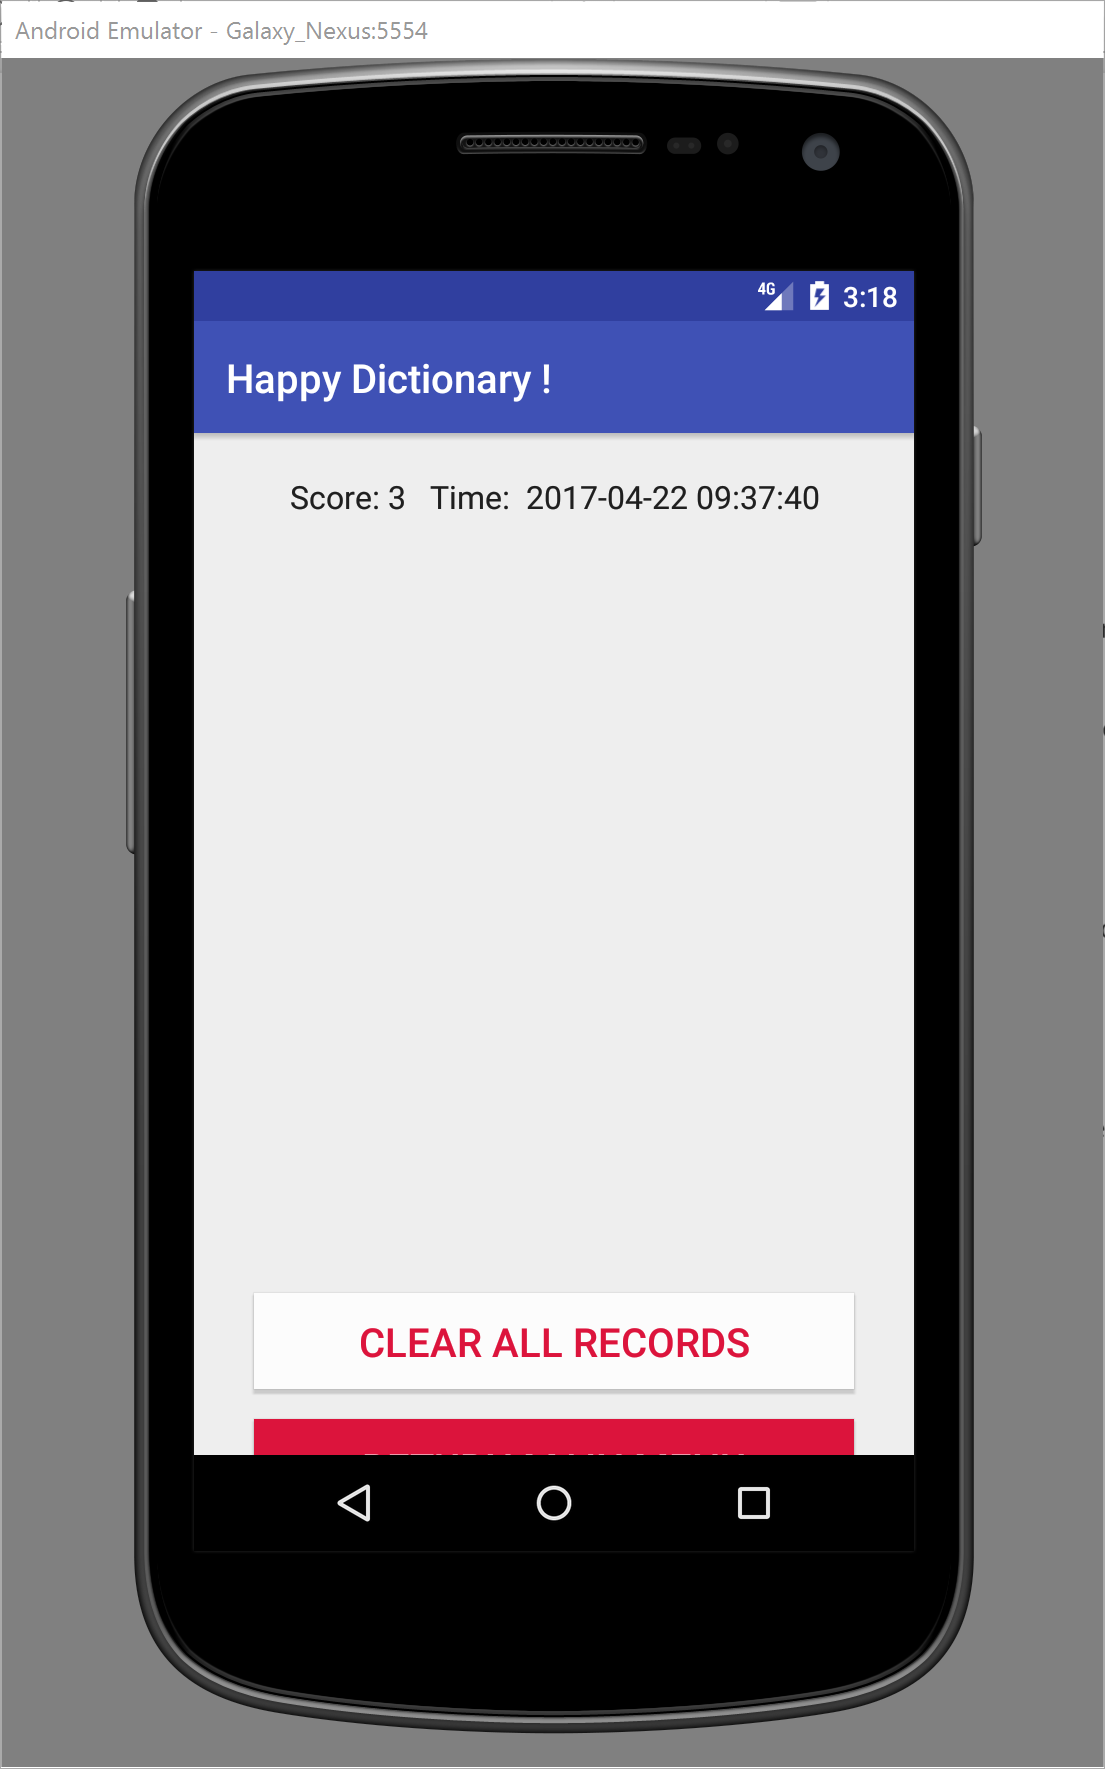 Android Emulator - Galaxy_Nexus:5554
4G 3:18
Happy Dictionary !
Score: 3 Time: 2017-04-22 09:37:40
CLEAR ALL RECORDS